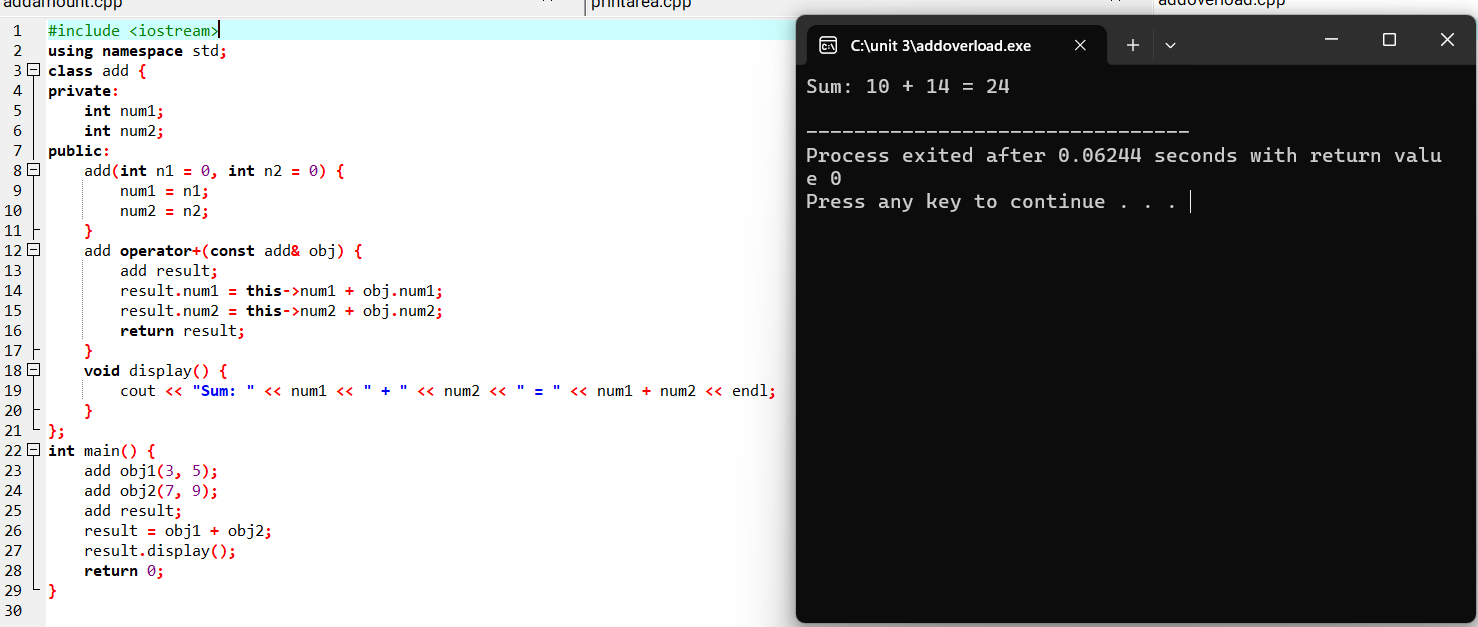 addamount.cpp
printarea.cpp
addoverload.cpp
1 #include <iostream>
2 using namespace std;
3 class add {
4 private:
5     int num1;
6     int num2;
7 public:
8     add(int n1 = 0, int n2 = 0) {
9         num1 = n1;
10         num2 = n2;
11     }
12     add operator+(const add& obj) {
13         add result;
14         result.num1 = this->num1 + obj.num1;
15         result.num2 = this->num2 + obj.num2;
16         return result;
17     }
18     void display() {
19         cout << "Sum: " << num1 << " + " << num2 << " = " << num1 + num2 << endl;
20     }
21 };
22 int main() {
23     add obj1(3, 5);
24     add obj2(7, 9);
25     add result;
26     result = obj1 + obj2;
27     result.display();
28     return 0;
29 }
30
C:\unit 3\addoverload.exe
Sum: 10 + 14 = 24
--------------------------------
Process exited after 0.06244 seconds with return valu
e 0
Press any key to continue . . .